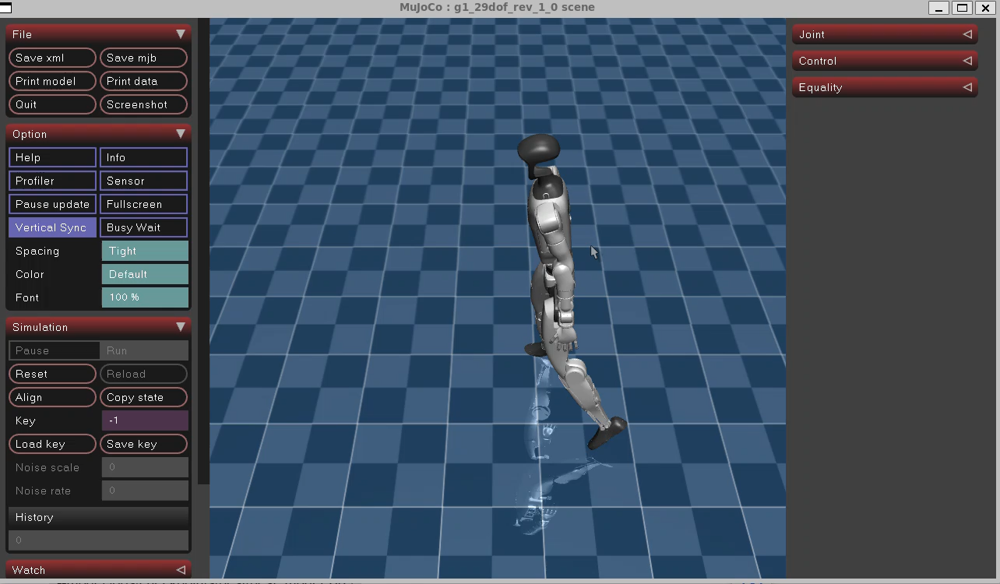 MuJoCo : g1_29dof_rev_1_0 scene
File
Save xml Save mjb
Print model Print data
Quit Screenshot
Option
Help Info
Profiler Sensor
Pause update Fullscreen
Vertical Sync Busy Wait
Spacing Tight
Color Default
Font 100 %
Simulation
Pause Run
Reset Reload
Align Copy state
Key -1
Load key Save key
Noise scale 0
Noise rate 0
History
0
Watch
Joint
Control
Equality